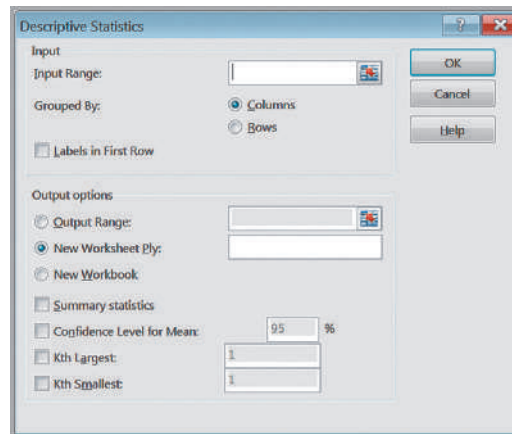 Descriptive Statistics
Input
Input Range:
OK
Grouped By:
Columns
Cancel
Rows
Help
Labels in First Row
Output options
Output Range:
New Worksheet Ply:
New Workbook
Summary statistics
Confidence Level for Mean: 95 %
Kth Largest: 1
Kth Smallest: 1